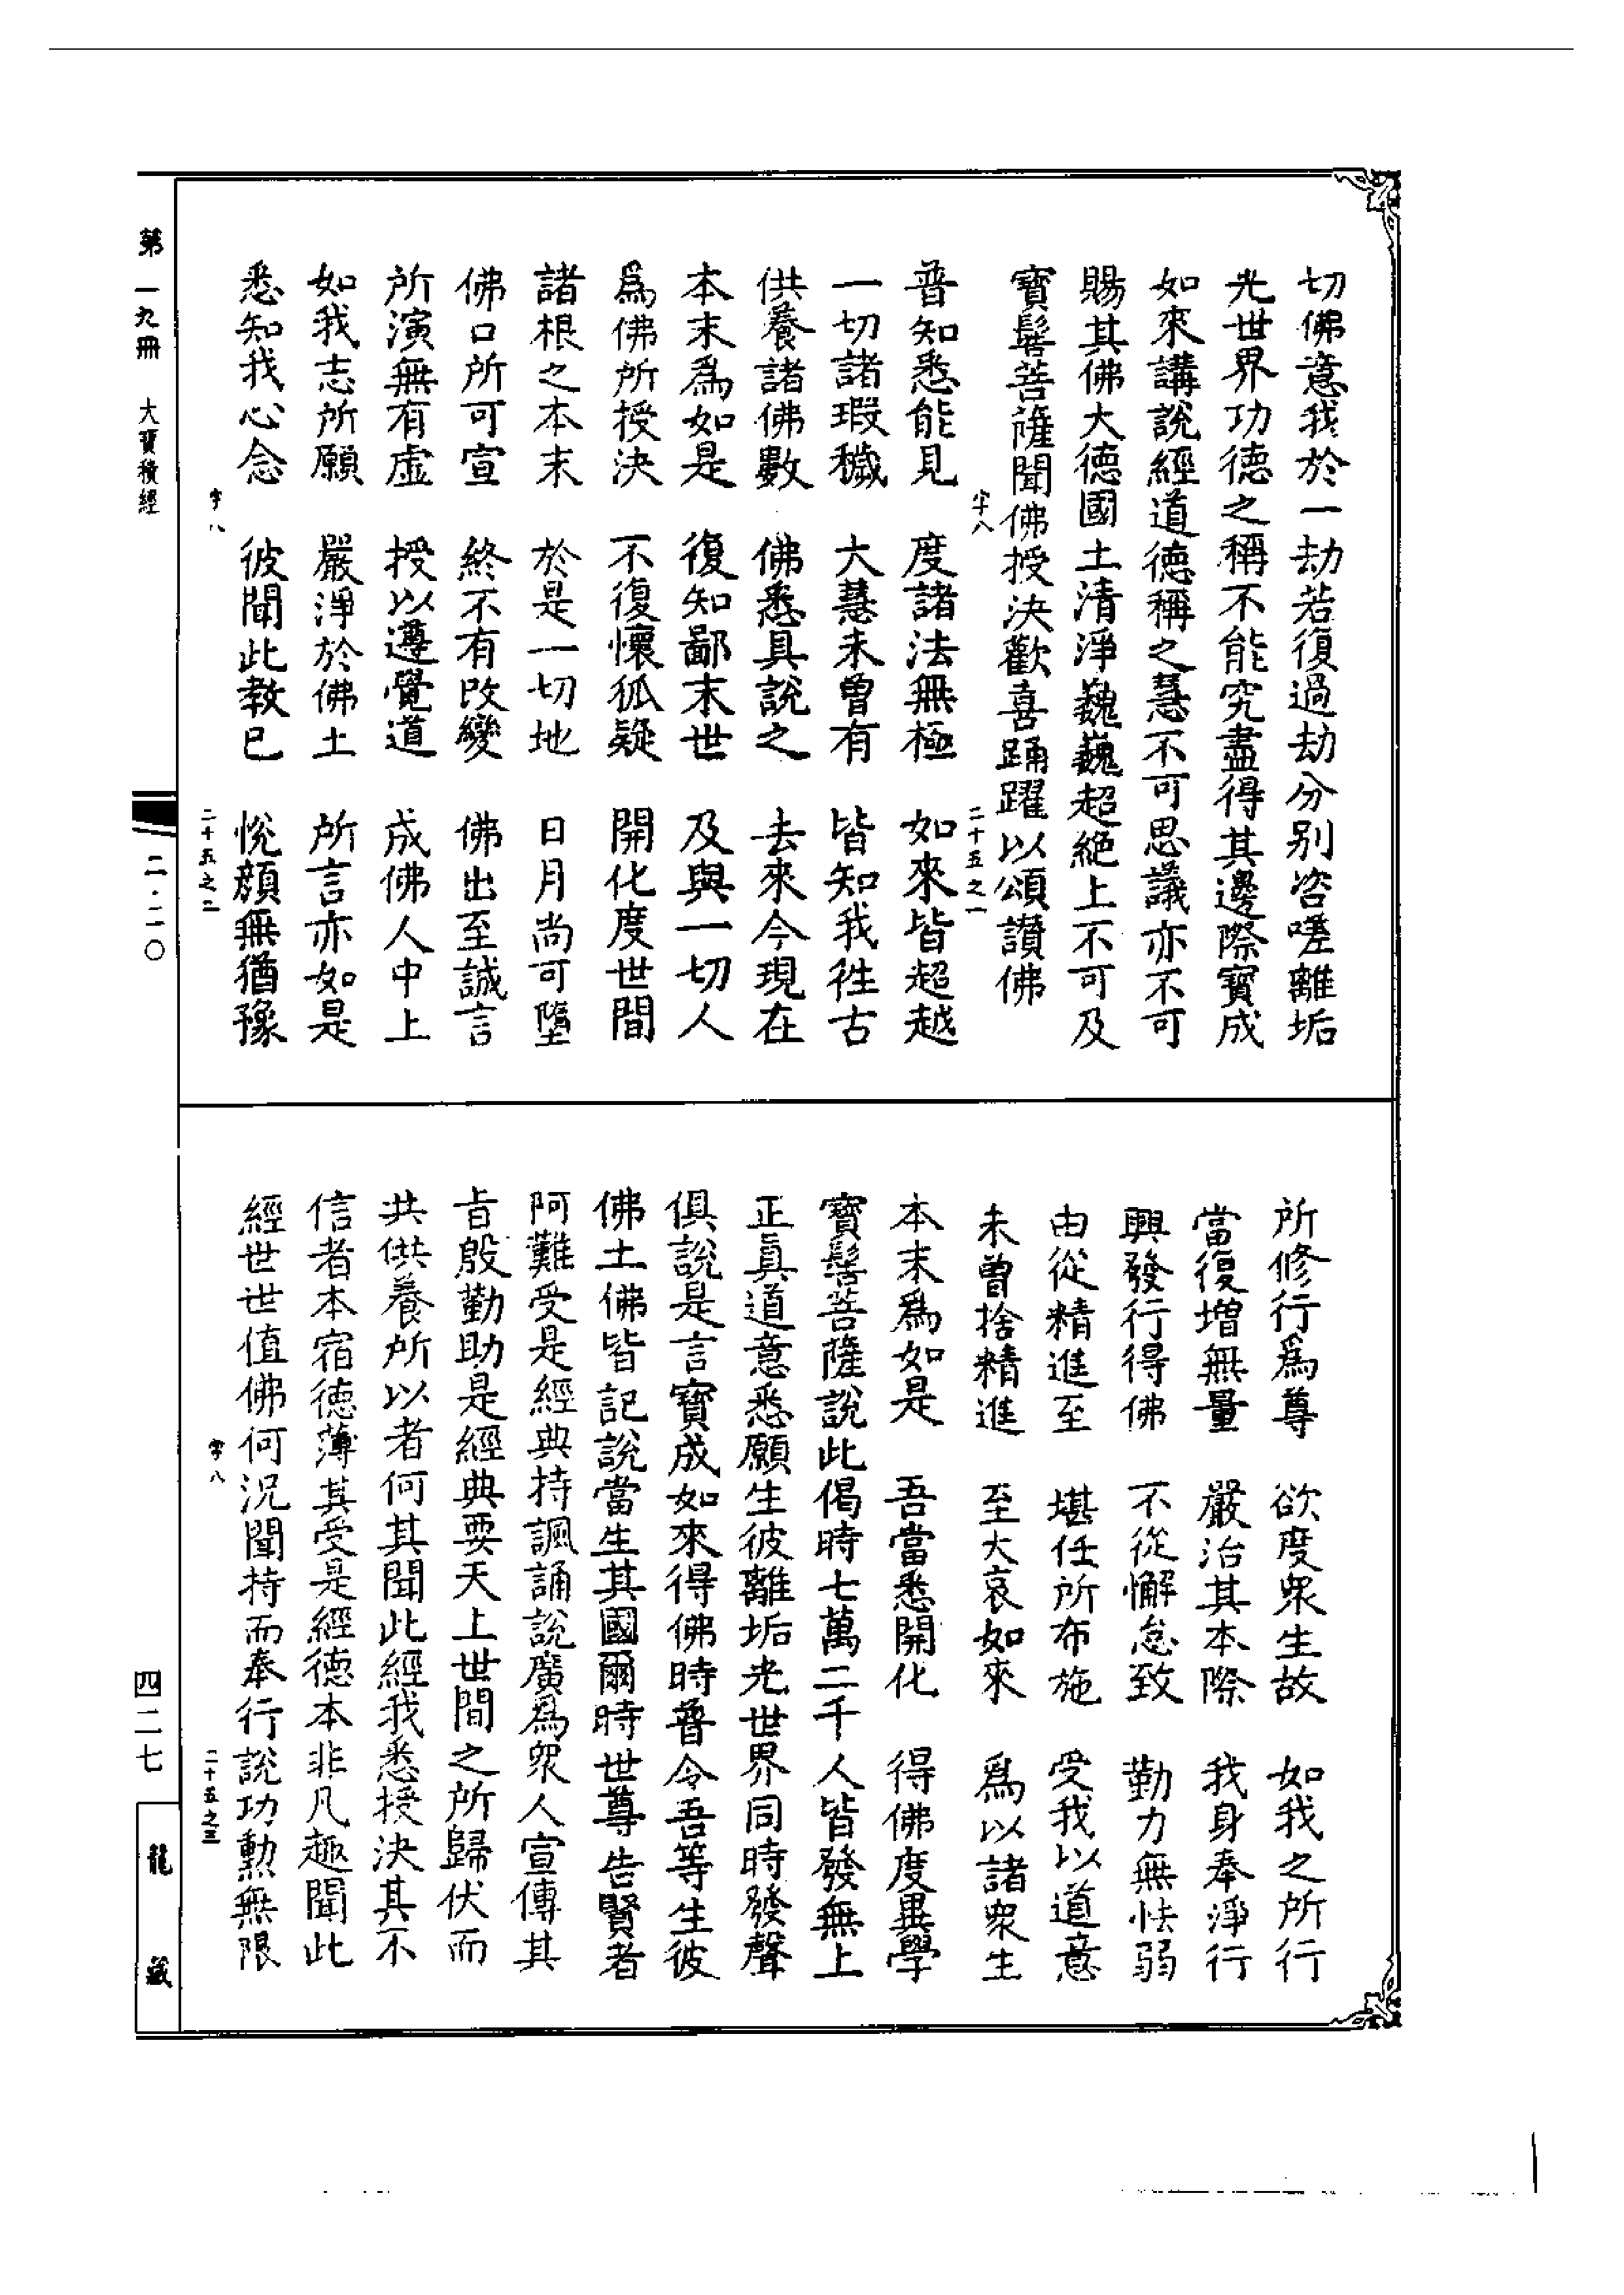 切佛意我於一劫若復過劫分别咨嗟離垢
光世界功德之稱不能究盡得其邊際寶成
如來講說經道德稱之慧不可思議亦不可
賜其佛大德國土清淨巍巍超絶上不可及
寶髻菩薩聞佛授決歡喜踊躍以頌讃佛
字八 二十五之一
普知悉能見 度諸法無極 如來皆超越
一切諸瑕穢 大慧未曾有 皆知我徃古
供養諸佛數 佛悉具說之 去來今現在
本末爲如是 復知鄙末世 及與一切人
爲佛所授決 不復懷狐疑 開化度世間
諸根之本末 於是一切地 日月尚可墮
佛口所可宣 終不有改變 佛出至誠言
所演無有虚 授以遵覺道 成佛人中上
如我志所願 嚴淨於佛土 所言亦如是
悉知我心念 彼聞此教已 悅顔無猶豫
字八 二十五之二
所修行爲尊 欲度衆生故 如我之所行
當復增無量 嚴治其本際 我身奉淨行
興發行得佛 不從懈怠致 勤力無怯弱
由從精進至 堪任所布施 受我以道意
未曾捨精進 至大哀如來 爲以諸衆生
本末爲如是 吾當悉開化 得佛度異學
寶髻菩薩說此偈時七萬二千人皆發無上
正真道意悉願生彼離垢光世界同時發聲
俱說是言寶成如來得佛時普令吾等生彼
佛土佛皆記說當生其國爾時世尊告賢者
阿難受是經典持諷誦說廣爲衆人宣傳其
旨殷勤助是經典要天上世間之所歸伏而
共供養所以者何其聞此經我悉授決其不
信者本宿德薄其受是經德本非凡趣聞此
經世世值佛何況聞持而奉行說功勲無限
字八 二十五之三
第一九冊 大寶積經 二·二〇
四二七 龍藏